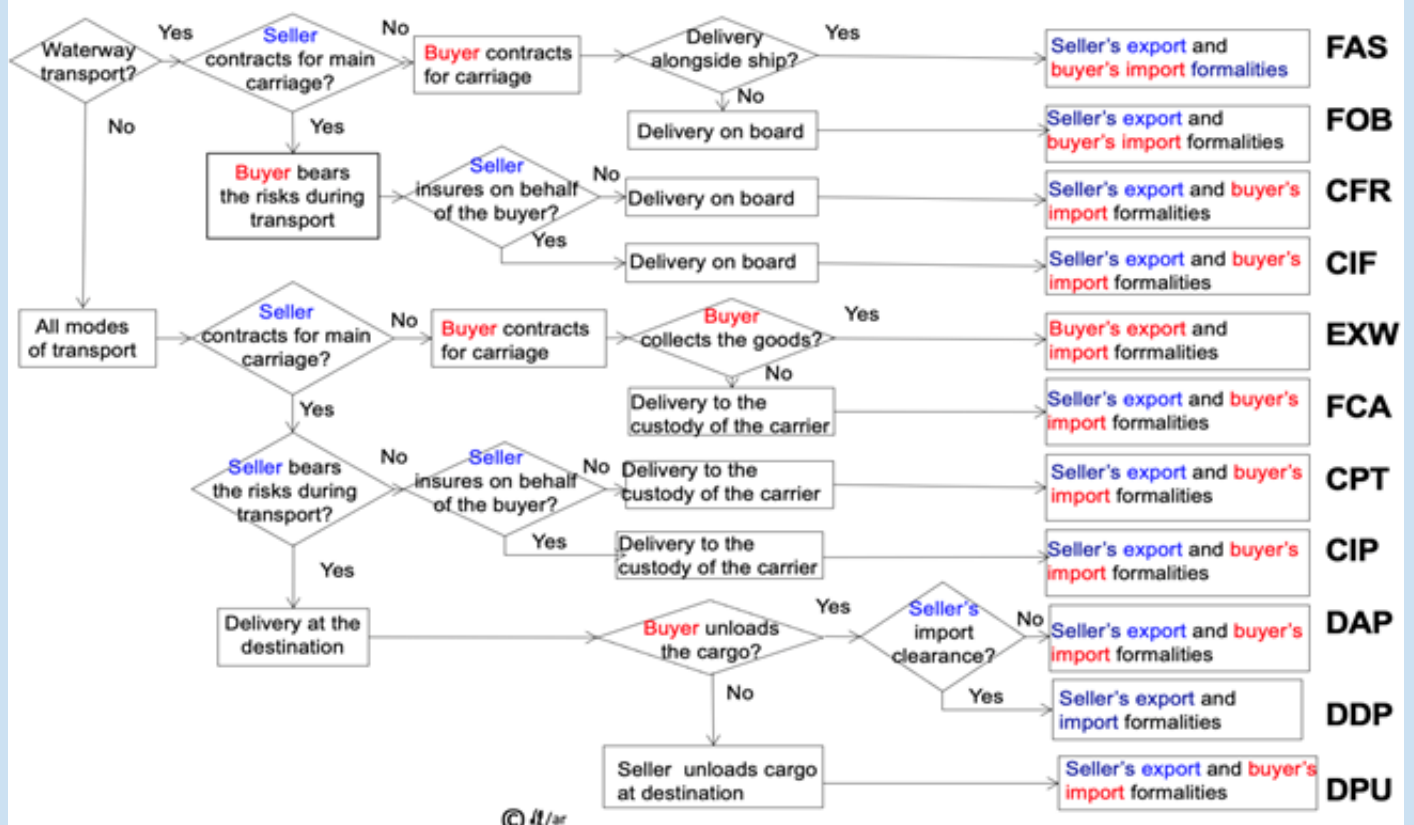 Waterway
transport?
Yes
No
Seller
contracts for main
carriage?
No
Yes
Buyer contracts
for carriage
Delivery
alongside ship?
Yes
No
Seller's export and
buyer's import formalities
FAS
Delivery on board
Seller's export and
buyer's import formalities
FOB
Buyer bears
the risks during
transport
Seller
insures on behalf
of the buyer?
No
Yes
Delivery on board
Seller's export and buyer's
import formalities
CFR
Delivery on board
Seller's export and buyer's
import formalities
CIF
All modes
of transport
Seller
contracts for main
carriage?
No
Yes
Buyer contracts
for carriage
Buyer
collects the goods?
Yes
No
Buyer's export and
import forrmalities
EXW
Delivery to the
custody of the carrier
Seller's export and buyer's
import formalities
FCA
Seller bears
the risks during
transport?
No
Yes
Seller
insures on behalf
of the buyer?
No
Yes
Delivery to the
custody of the carrier
Seller's export and buyer's
import formalities
CPT
Delivery to the
custody of the carrier
Seller's export and buyer's
import formalities
CIP
Delivery at the
destination
Buyer unloads
the cargo?
Yes
No
Seller's
import
clearance?
No
Yes
Seller's export and buyer's
import formalities
DAP
Seller's export and
import formalities
DDP
Seller unloads cargo
at destination
Seller's export and buyer's
import formalities
DPU